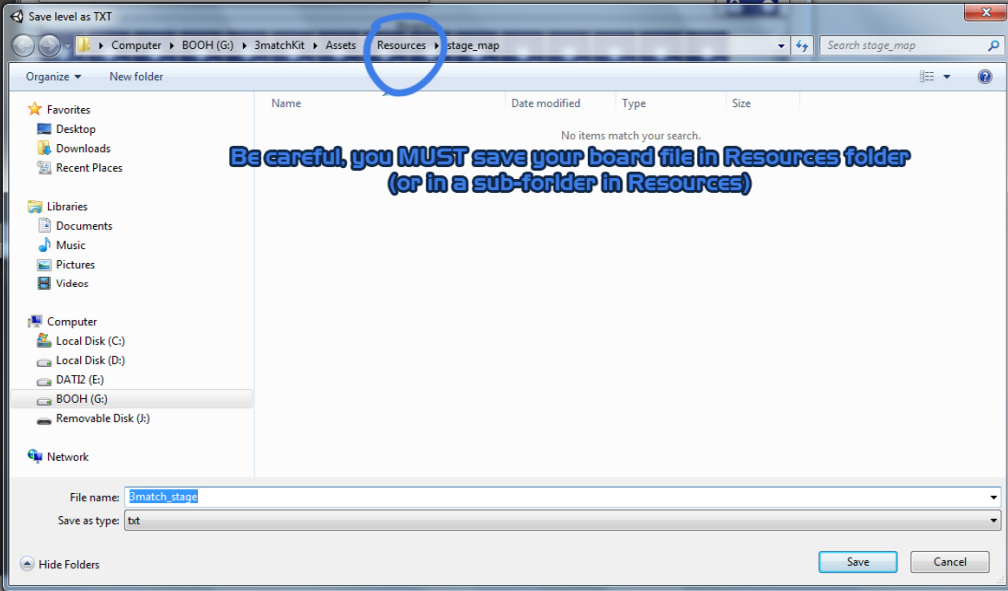 Save level as TXT
Computer BOOH (G:) 3matchKit Assets Resources stage_map
Search stage_map
Organize New folder
Name Date modified Type Size
No items match your search.
Be careful, you MUST save your board file in Resources folder
(or in a sub-forlder in Resources)
Favorites
Desktop
Downloads
Recent Places
Libraries
Documents
Music
Pictures
Videos
Computer
Local Disk (C:)
Local Disk (D:)
DATI2 (E:)
BOOH (G:)
Removable Disk (J:)
Network
File name: 3match_stage
Save as type: txt
Hide Folders
Save Cancel